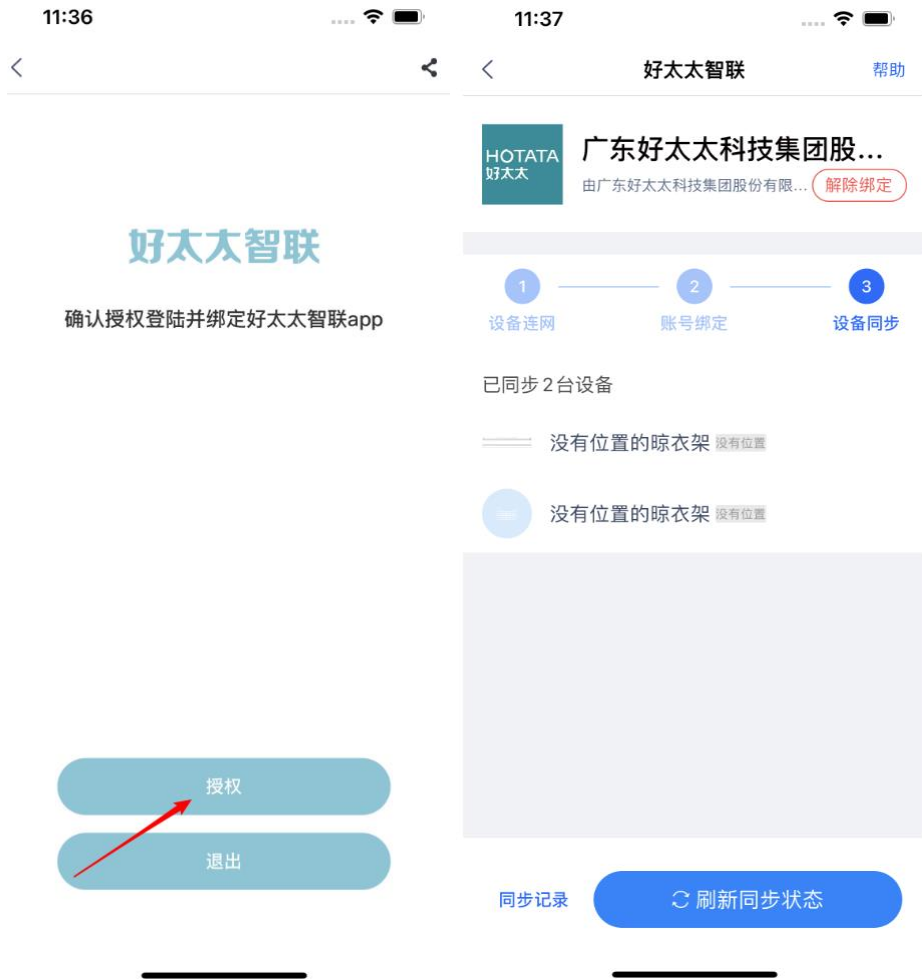 11:36
好太太智联
确认授权登陆并绑定好太太智联app
授权
退出
11:37
好太太智联
帮助
HOTATA
好太太
广东好太太科技集团股...
由广东好太太科技集团股份有限...
解除绑定
1
2
3
设备连网
账号绑定
设备同步
已同步2台设备
没有位置的晾衣架 没有位置
没有位置的晾衣架 没有位置
同步记录
刷新同步状态